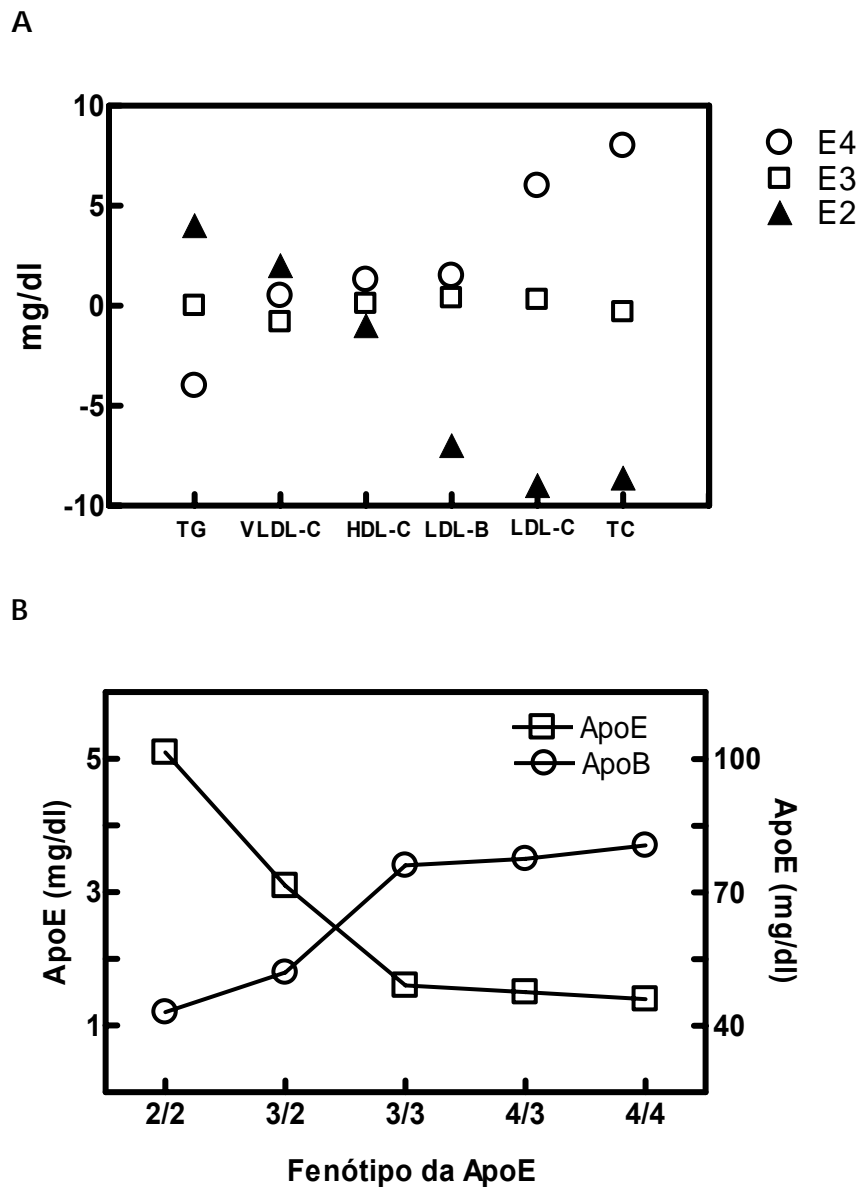 A
10
5
0
-5
-10
mg/dl
TG VLDL-C HDL-C LDL-B LDL-C TC
E4
E3
E2
B
5
3
1
ApoE (mg/dl)
ApoE
ApoB
100
70
40
ApoE (mg/dl)
2/2 3/2 3/3 4/3 4/4
Fenótipo da ApoE